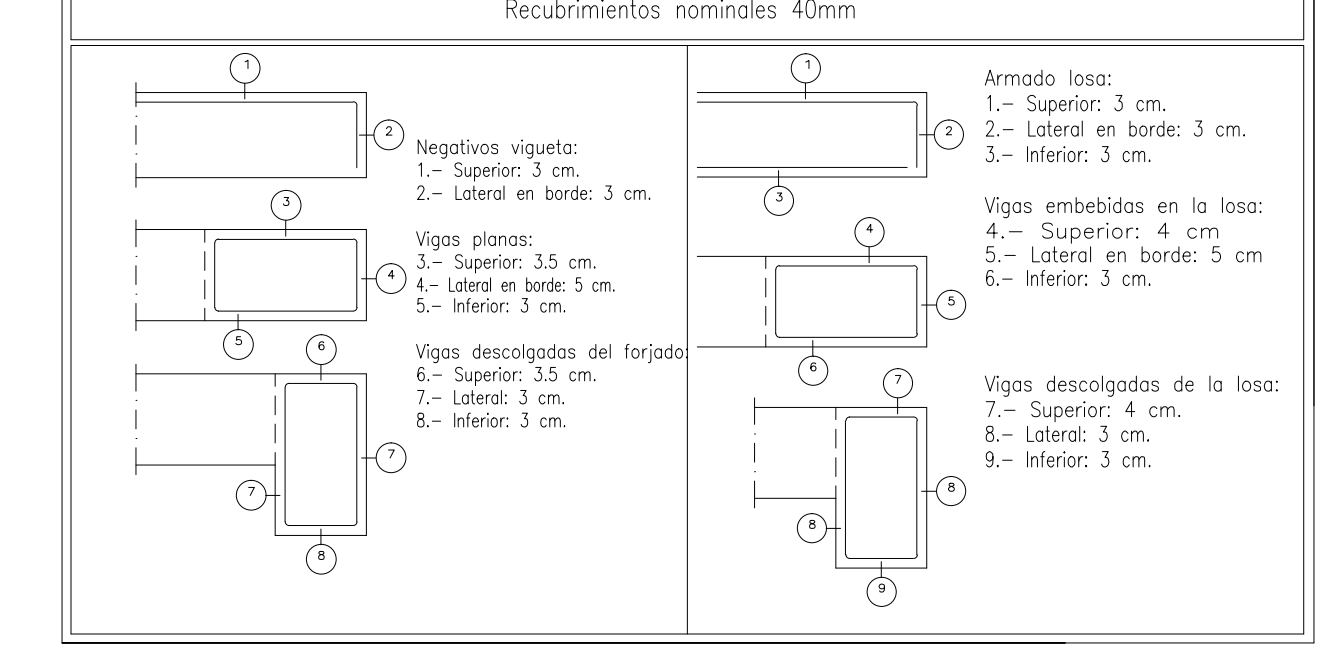 Recubrimientos nominales 40mm
1
2
Negativos vigueta:
1.- Superior: 3 cm.
2.- Lateral en borde: 3 cm.
3
4
5
Vigas planas:
3.- Superior: 3.5 cm.
4.- Lateral en borde: 5 cm.
5.- Inferior: 3 cm.
6
7
7
8
Vigas descolgadas del forjado:
6.- Superior: 3.5 cm.
7.- Lateral: 3 cm.
8.- Inferior: 3 cm.
1
2
3
Armado losa:
1.- Superior: 3 cm.
2.- Lateral en borde: 3 cm.
3.- Inferior: 3 cm.
4
5
6
Vigas embebidas en la losa:
4.- Superior: 4 cm
5.- Lateral en borde: 5 cm
6.- Inferior: 3 cm.
7
8
8
9
Vigas descolgadas de la losa:
7.- Superior: 4 cm.
8.- Lateral: 3 cm.
9.- Inferior: 3 cm.